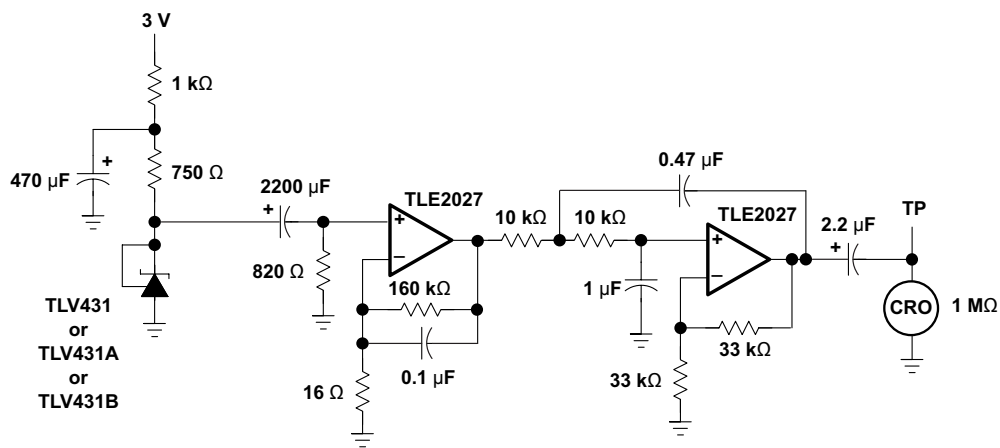 3 V
1 kΩ
470 µF
+
750 Ω
2200 µF
+
TLE2027
+
−
820 Ω
160 kΩ
0.1 µF
16 Ω
TLV431
or
TLV431A
or
TLV431B
10 kΩ
10 kΩ
0.47 µF
TLE2027
+
−
1 µF
33 kΩ
33 kΩ
2.2 µF
+
TP
CRO
1 MΩ